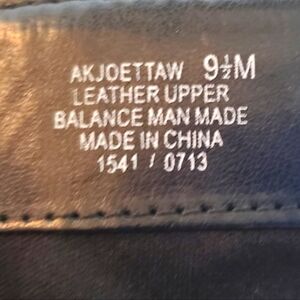 AKJOETTAW 9½M
LEATHER UPPER
BALANCE MAN MADE
MADE IN CHINA
1541 / 0713